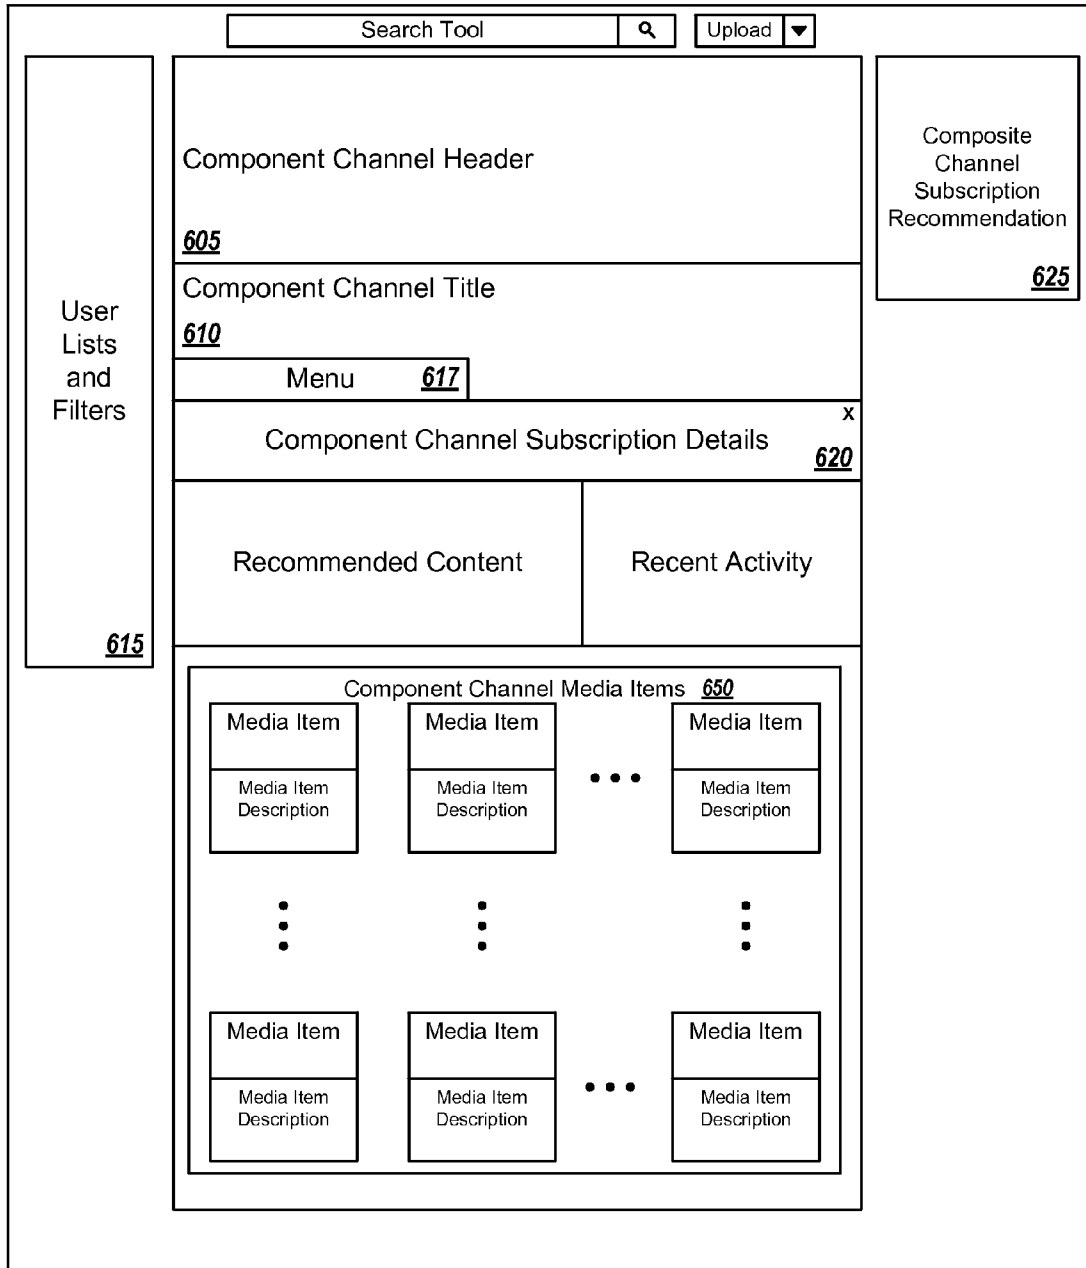 Search Tool
Upload
Component Channel Header
605
Component Channel Title
610
Menu 617
X
Component Channel Subscription Details
620
User
Lists
and
Filters
615
Composite
Channel
Subscription
Recommendation
625
Recommended Content
Recent Activity
Component Channel Media Items 650
Media Item
Media Item
Description
Media Item
Media Item
Description
Media Item
Media Item
Description
Media Item
Media Item
Description
Media Item
Media Item
Description
Media Item
Media Item
Description